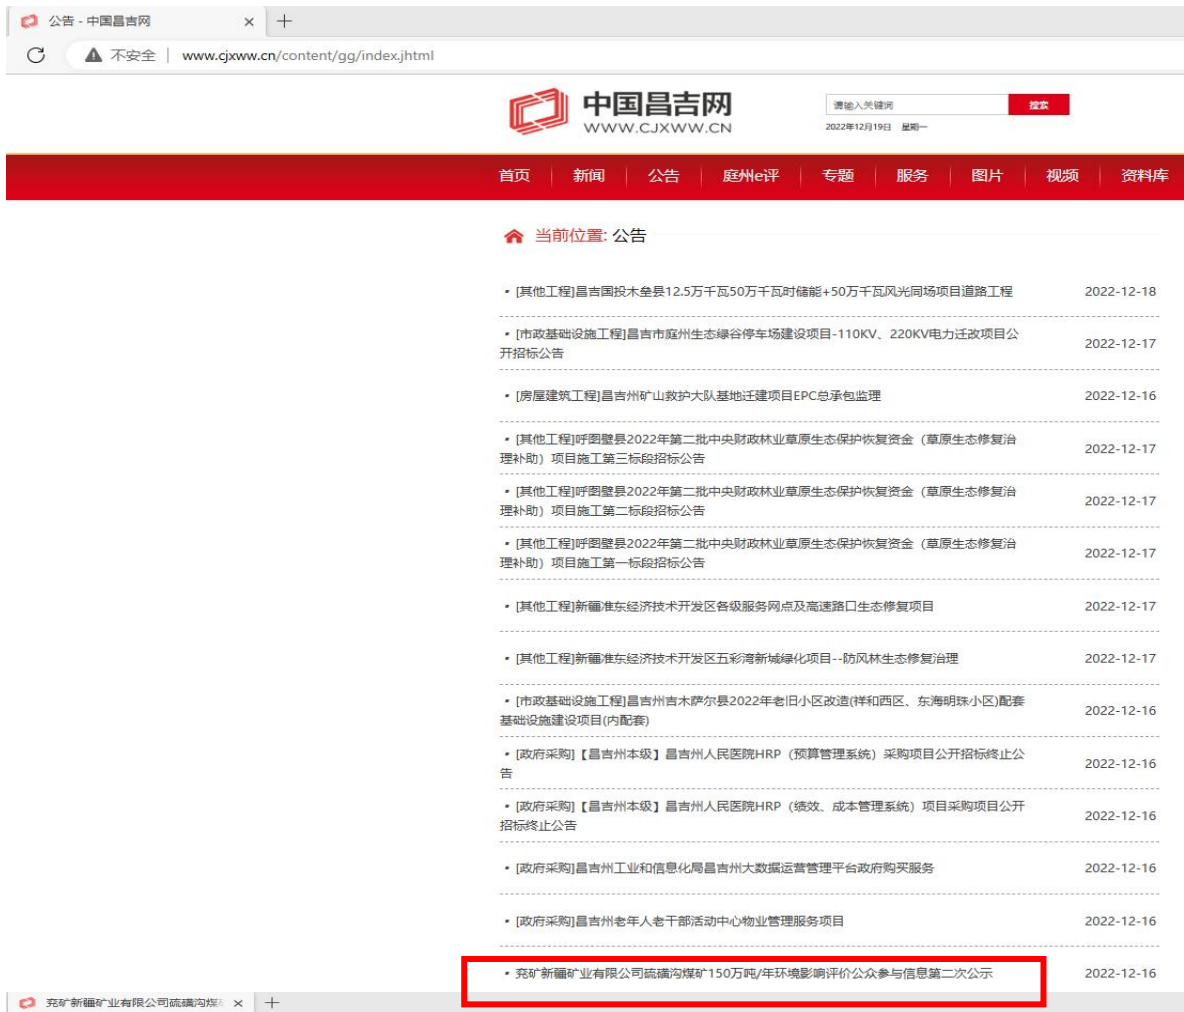 公告 - 中国昌吉网
不安全 | www.cjxww.cn/content/gg/index.jhtml
中国昌吉网
WWW.CJXWW.CN
请输入关键词 搜索
2022年12月19日 星期一
首页 新闻 公告 庭州e评 专题 服务 图片 视频 资料库
当前位置: 公告
• [其他工程]昌吉国投木垒县12.5万千瓦50万千瓦时储能+50万千瓦风光同场项目道路工程 2022-12-18
• [市政基础设施工程]昌吉市庭州生态绿谷停车场建设项目-110KV、220KV电力迁改项目公 2022-12-17
开招标公告
• [房屋建筑工程]昌吉州矿山救护大队基地迁建项目EPC总承包监理 2022-12-16
• [其他工程]呼图壁县2022年第二批中央财政林业草原生态保护恢复资金（草原生态修复治 2022-12-17
理补助）项目施工第三标段招标公告
• [其他工程]呼图壁县2022年第二批中央财政林业草原生态保护恢复资金（草原生态修复治 2022-12-17
理补助）项目施工第二标段招标公告
• [其他工程]呼图壁县2022年第二批中央财政林业草原生态保护恢复资金（草原生态修复治 2022-12-17
理补助）项目施工第一标段招标公告
• [其他工程]新疆准东经济技术开发区各级服务网点及高速路口生态修复项目 2022-12-17
• [其他工程]新疆准东经济技术开发区五彩湾新城绿化项目--防风林生态修复治理 2022-12-17
• [市政基础设施工程]昌吉州吉木萨尔县2022年老旧小区改造(祥和西区、东海明珠小区)配套 2022-12-16
基础设施建设项目(内配套)
• [政府采购]【昌吉州本级】昌吉州人民医院HRP（预算管理系统）采购项目公开招标终止公 2022-12-16
告
• [政府采购]【昌吉州本级】昌吉州人民医院HRP（绩效、成本管理系统）项目采购项目公开 2022-12-16
招标终止公告
• [政府采购]昌吉州工业和信息化局昌吉州大数据运营管理平台政府购买服务 2022-12-16
• [政府采购]昌吉州老年人老干部活动中心物业管理服务项目 2022-12-16
• 兖矿新疆矿业有限公司硫磺沟煤矿150万吨/年环境影响评价公众参与信息第二次公示 2022-12-16
兖矿新疆矿业有限公司硫磺沟煤